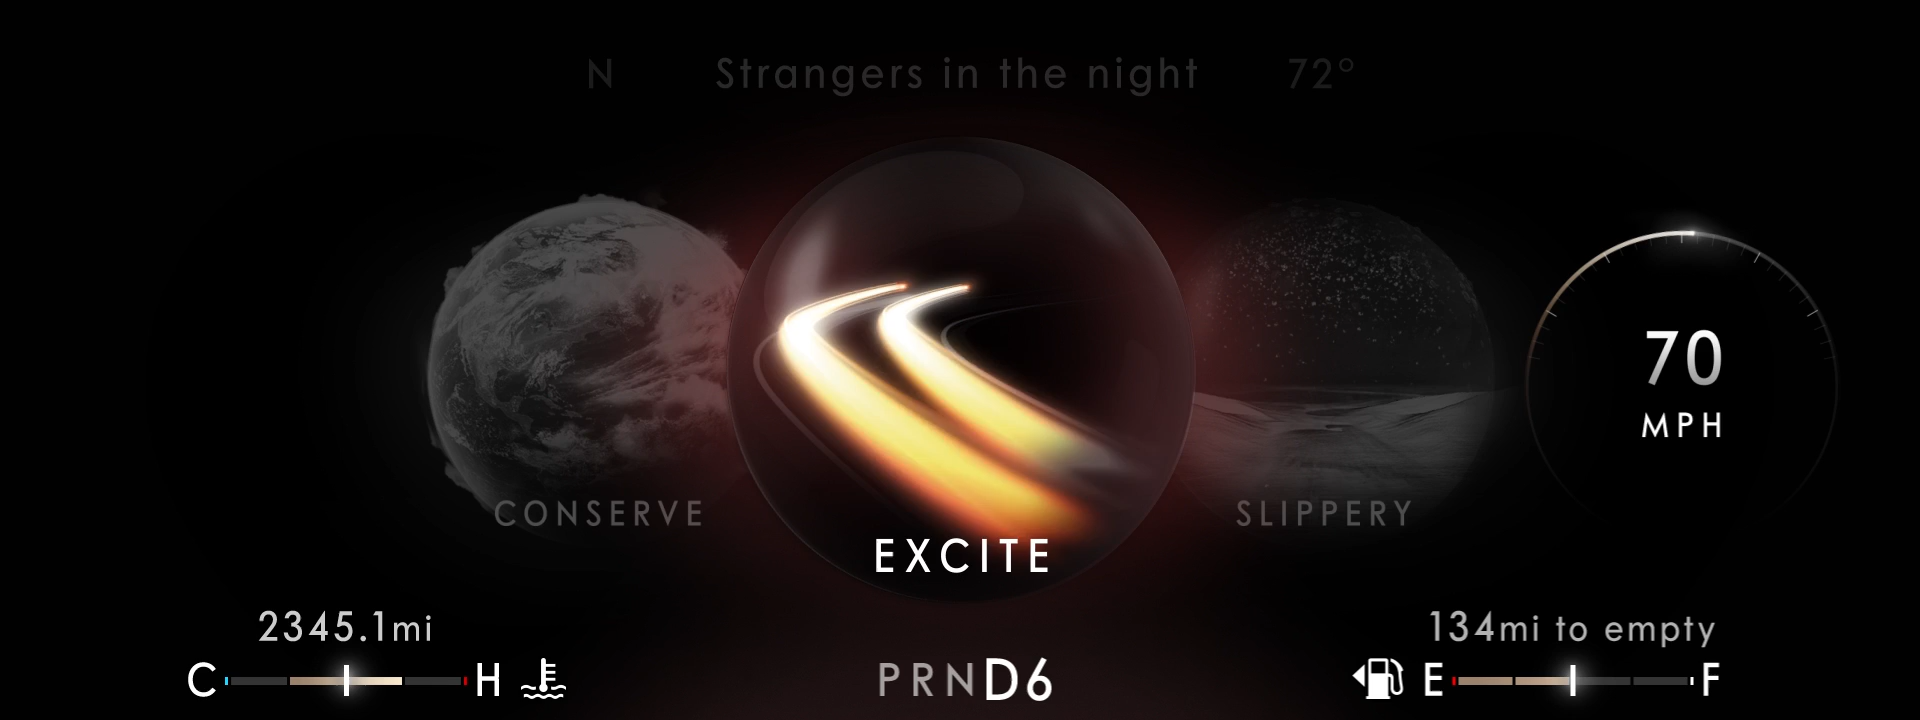 N Strangers in the night 72°
70
MPH
CONSERVE
SLIPPERY
EXCITE
2345.1mi
134mi to empty
C H
PRND6
E F